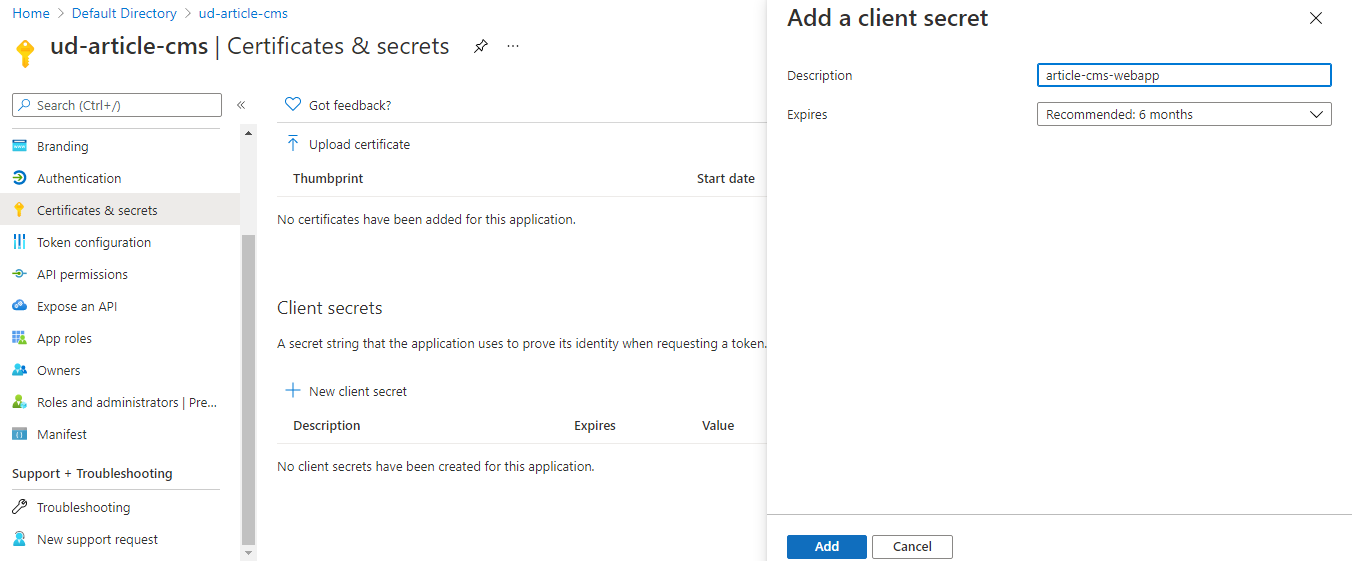 Home > Default Directory > ud-article-cms
ud-article-cms | Certificates & secrets
Search (Ctrl+/)
Branding
Authentication
Certificates & secrets
Token configuration
API permissions
Expose an API
App roles
Owners
Roles and administrators | Pre...
Manifest
Support + Troubleshooting
Troubleshooting
New support request
Got feedback?
Upload certificate
Thumbprint Start date
No certificates have been added for this application.
Client secrets
A secret string that the application uses to prove its identity when requesting a token.
New client secret
Description Expires Value
No client secrets have been created for this application.
Add a client secret
Description article-cms-webapp
Expires Recommended: 6 months
Add Cancel